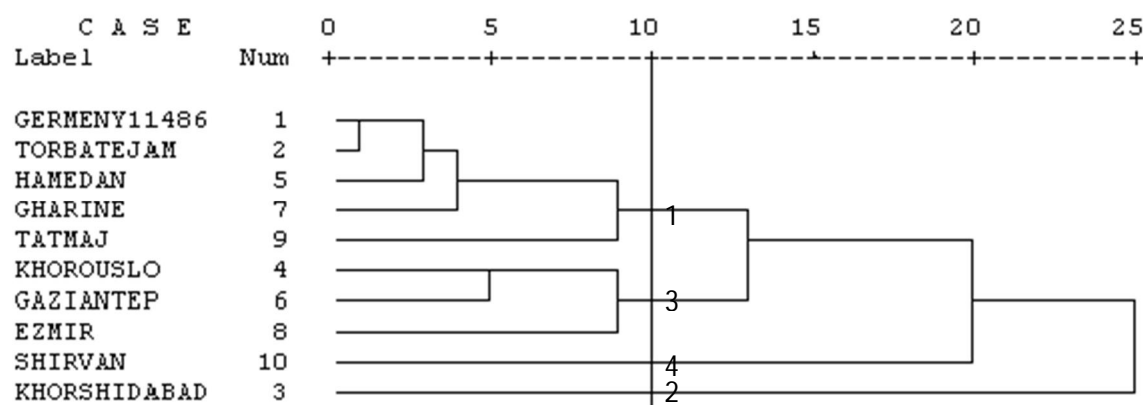 C A S E 0 5 10 15 20 25
Label Num
GERMENY11486 1
TORBATEJAM 2
HAMEDAN 5
GHARINE 7
1
TATMAJ 9
KHOROUSLO 4
GAZIANTEP 6 3
EZMIR 8
SHIRVAN 10 4
KHORSHIDABAD 3 2